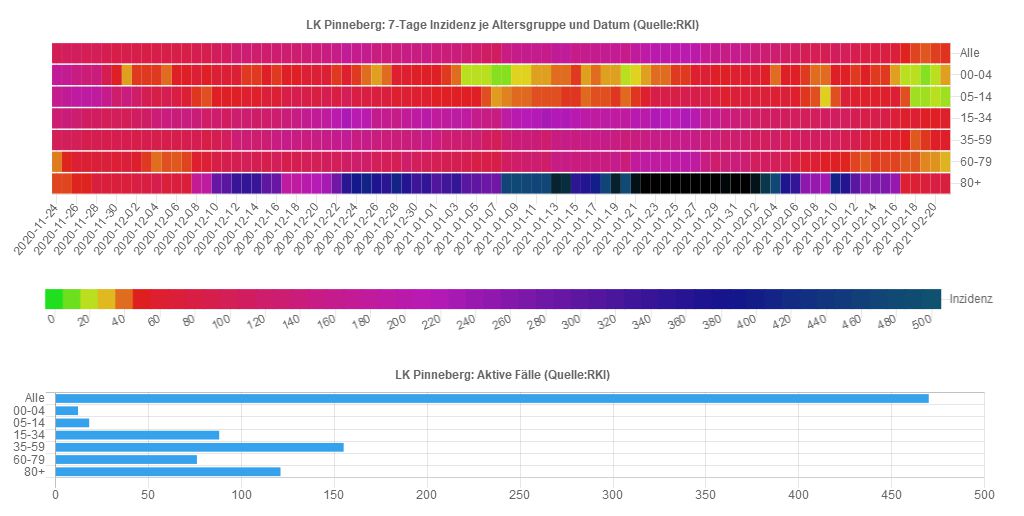 LK Pinneberg: 7-Tage Inzidenz je Altersgruppe und Datum (Quelle:RKI)
Alle
00-04
05-14
15-34
35-59
60-79
80+
2020-11-24 2020-11-26 2020-11-28 2020-11-30 2020-12-02 2020-12-04 2020-12-06 2020-12-08 2020-12-10 2020-12-12 2020-12-14 2020-12-16 2020-12-18 2020-12-20 2020-12-22 2020-12-24 2020-12-26 2020-12-28 2020-12-30 2021-01-01 2021-01-03 2021-01-05 2021-01-07 2021-01-09 2021-01-11 2021-01-13 2021-01-15 2021-01-17 2021-01-19 2021-01-21 2021-01-23 2021-01-25 2021-01-27 2021-01-29 2021-01-31 2021-02-02 2021-02-04 2021-02-06 2021-02-08 2021-02-10 2021-02-12 2021-02-14 2021-02-16 2021-02-18 2021-02-20
Inzidenz
0 20 40 60 80 100 120 140 160 180 200 220 240 260 280 300 320 340 360 380 400 420 440 460 480 500
LK Pinneberg: Aktive Fälle (Quelle:RKI)
Alle
00-04
05-14
15-34
35-59
60-79
80+
0 50 100 150 200 250 300 350 400 450 500